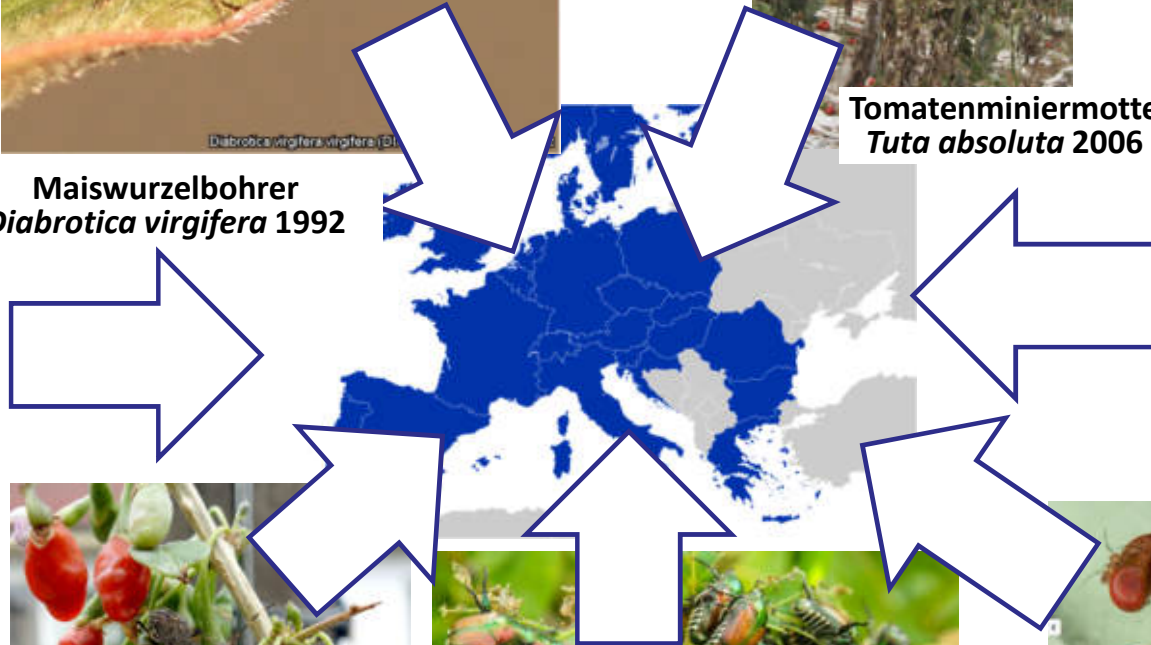 Diabrotica virgifera virgifera
Tomatenminiermotte
Tuta absoluta 2006
Maiswurzelbohrer
Diabrotica virgifera 1992